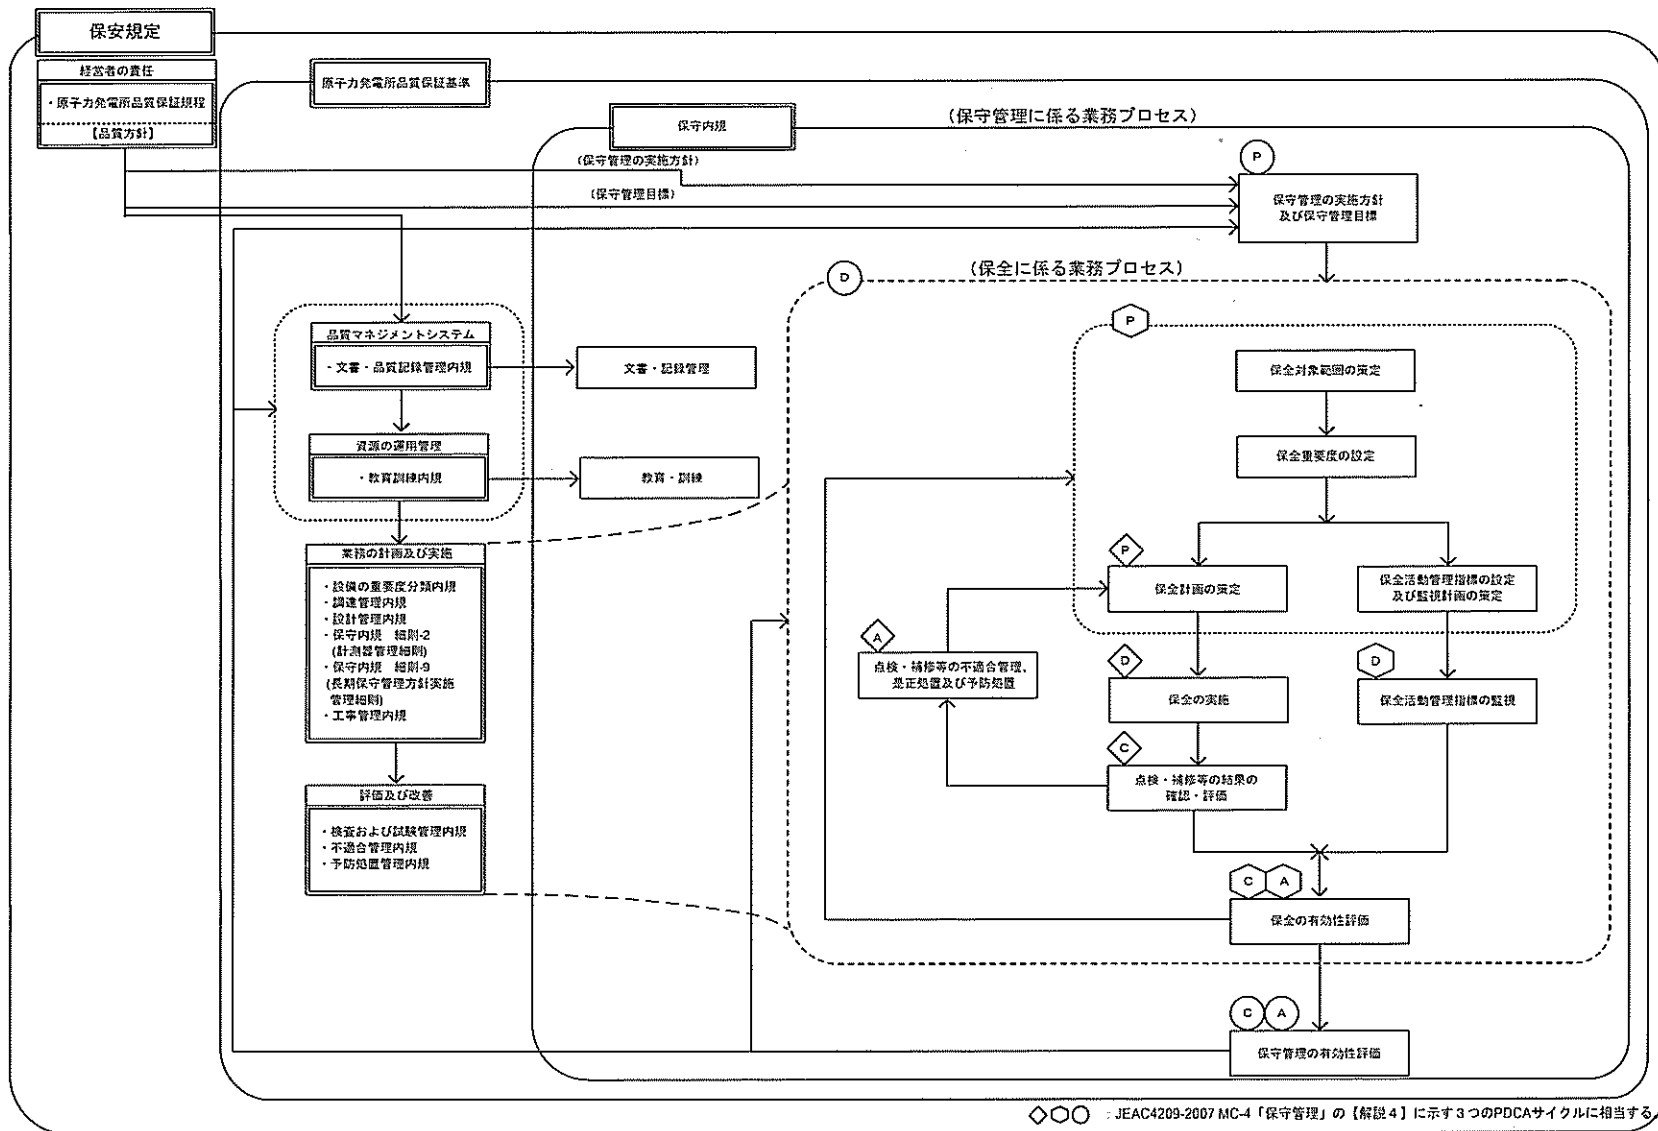 保安規定
経営者の責任
・原子力発電所品質保証規程
【品質方針】
原子力発電所品質保証基準
保守内規
(保守管理に係る業務プロセス)
(保守管理の実施方針)
(保守管理目標)
P
保守管理の実施方針
及び保守管理目標
D
(保全に係る業務プロセス)
P
品質マネジメントシステム
・文書・品質記録管理内規
文書・記録管理
保全対象範囲の策定
資源の運用管理
・教育訓練内規
教育・訓練
保全重要度の設定
業務の計画及び実施
・設備の重要度分類内規
・調達管理内規
・設計管理内規
・保守内規 細則-2
(計測器管理細則)
・保守内規 細則-9
(長期保守管理方針実施
管理細則)
・工事管理内規
P
保全計画の策定
保全活動管理指標の設定
及び監視計画の策定
A
点検・補修等の不適合管理、
是正処置及び予防処置
D
保全の実施
D
保全活動管理指標の監視
C
点検・補修等の結果の
確認・評価
評価及び改善
・検査および試験管理内規
・不適合管理内規
・予防処置管理内規
C A
保全の有効性評価
C A
保守管理の有効性評価
◇⬡○ :JEAC4209-2007 MC-4「保守管理」の【解説4】に示す3つのPDCAサイクルに相当する